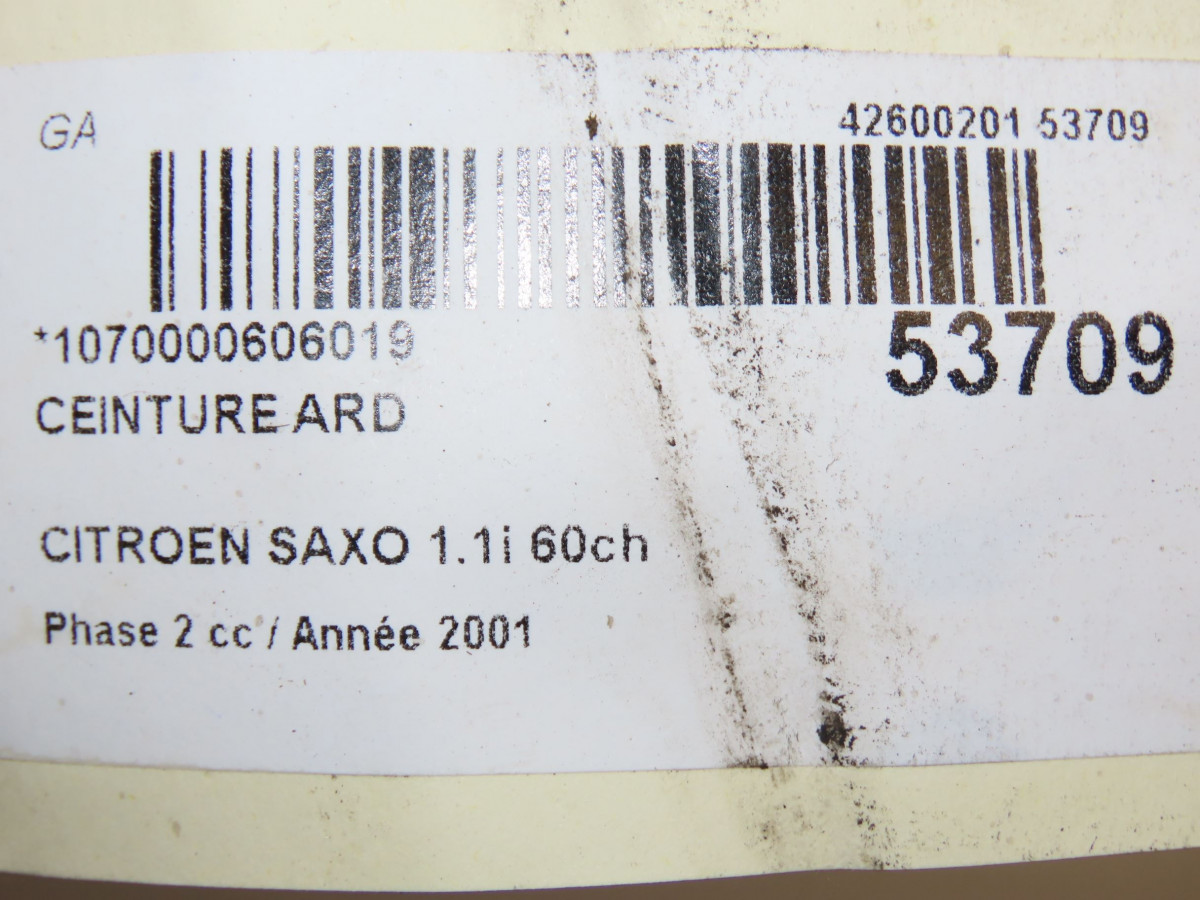 GA
42600201 53709
*1070000606019
53709
CEINTURE ARD
CITROEN SAXO 1.1i 60ch
Phase 2 cc / Année 2001